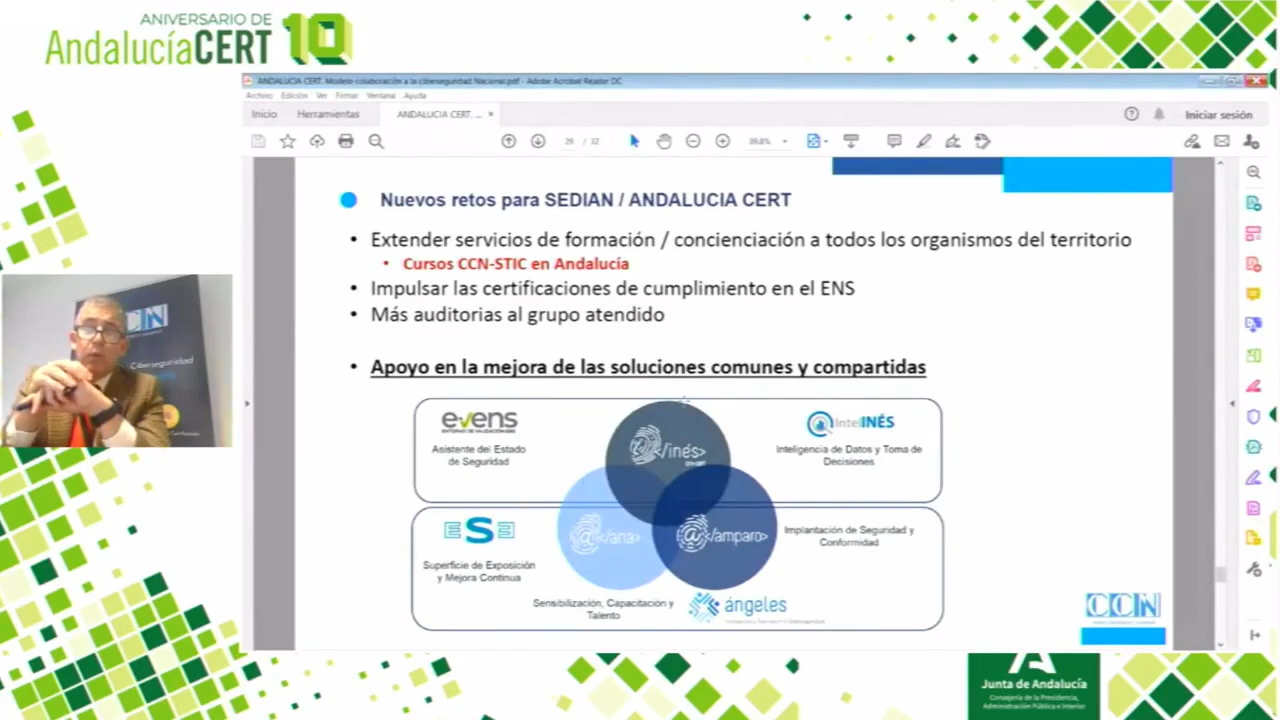 ANIVERSARIO DE
AndalucíaCERT 10
ANDALUCIA CERT. Modelo colaboración a la ciberseguridad Nacional.pdf - Adobe Acrobat Reader DC
Archivo Edición Ver Firmar Ventana Ayuda
Inicio Herramientas ANDALUCIA CERT. ... × Iniciar sesión
29 / 32
Nuevos retos para SEDIAN / ANDALUCIA CERT
• Extender servicios de formación / concienciación a todos los organismos del territorio
• Cursos CCN-STIC en Andalucía
• Impulsar las certificaciones de cumplimiento en el ENS
• Más auditorias al grupo atendido
• Apoyo en la mejora de las soluciones comunes y compartidas
evens
Asistente del Estado
de Seguridad
@/inés>
IntelINÉS
Inteligencia de Datos y Toma de
Decisiones
ESE
Superficie de Exposición
y Mejora Continua
@</ana>
@</amparo>
Implantación de Seguridad y
Conformidad
Sensibilización, Capacitación y
Talento
ángeles
CCN
Ciberseguridad
CCN
Junta de Andalucía
Consejería de la Presidencia,
Administración Pública e Interior